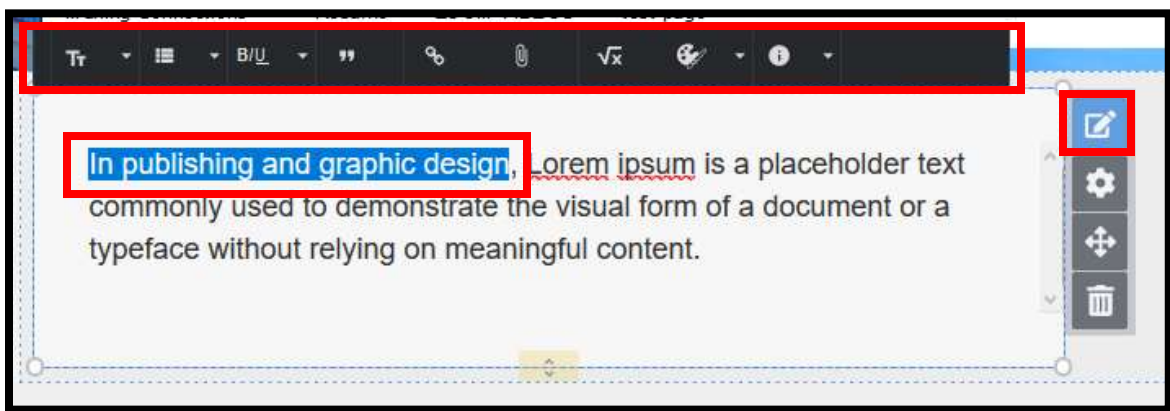 B/U
√x
In publishing and graphic design, Lorem ipsum is a placeholder text
commonly used to demonstrate the visual form of a document or a
typeface without relying on meaningful content.